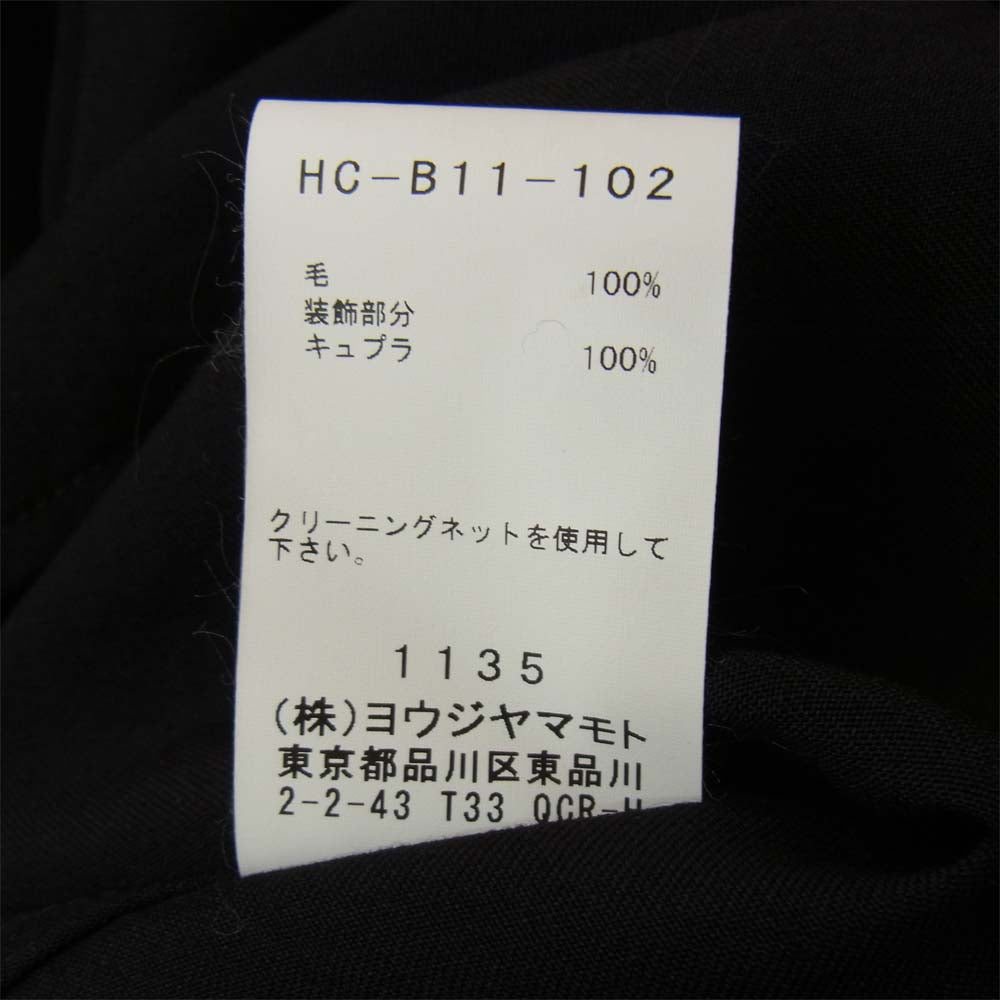 HC-B11-102
毛 100%
装飾部分
キュプラ 100%
クリーニングネットを使用して
下さい。
1135
(株)ヨウジヤマモト
東京都品川区東品川
2-2-43 T33 QCR-H